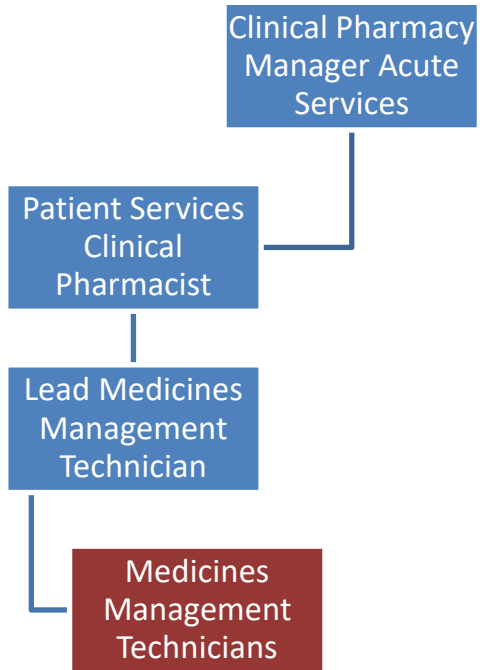 Clinical Pharmacy
Manager Acute
Services
Patient Services
Clinical
Pharmacist
Lead Medicines
Management
Technician
Medicines
Management
Technicians